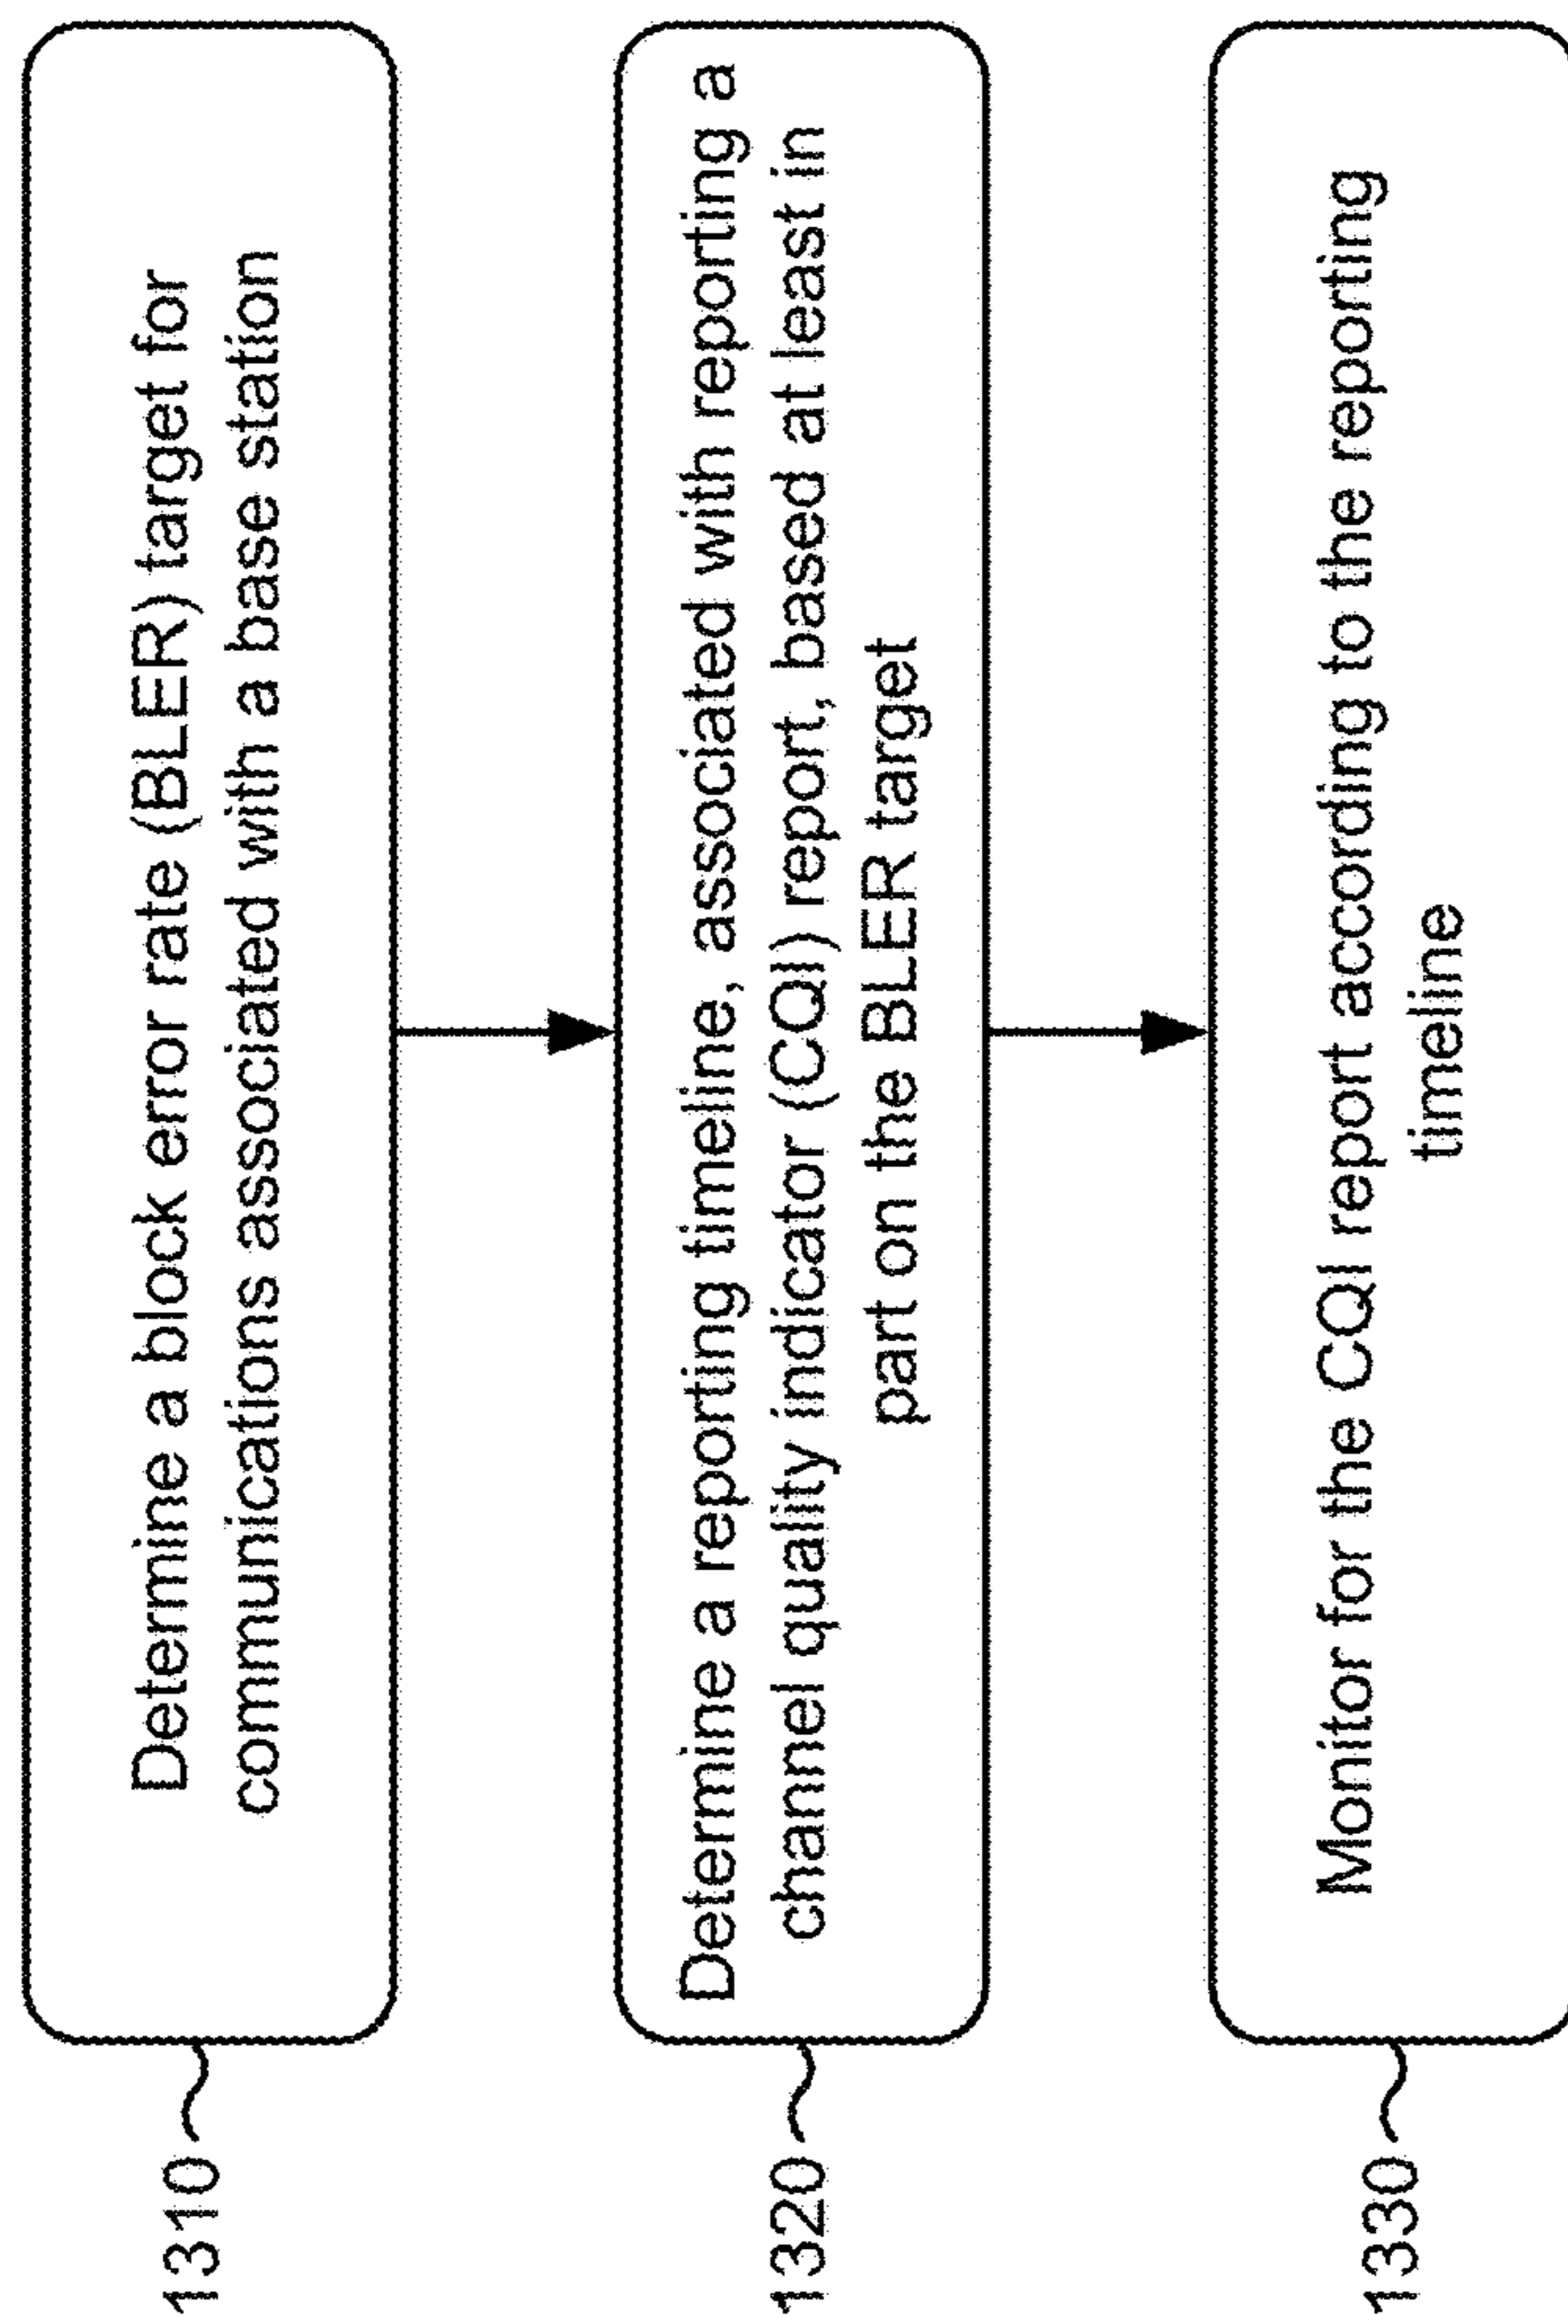 1310
Determine a block error rate (BLER) target for
communications associated with a base station
1320
Determine a reporting timeline, associated with reporting a
channel quality indicator (CQI) report, based at least in
part on the BLER target
1330
Monitor for the CQI report according to the reporting
timeline